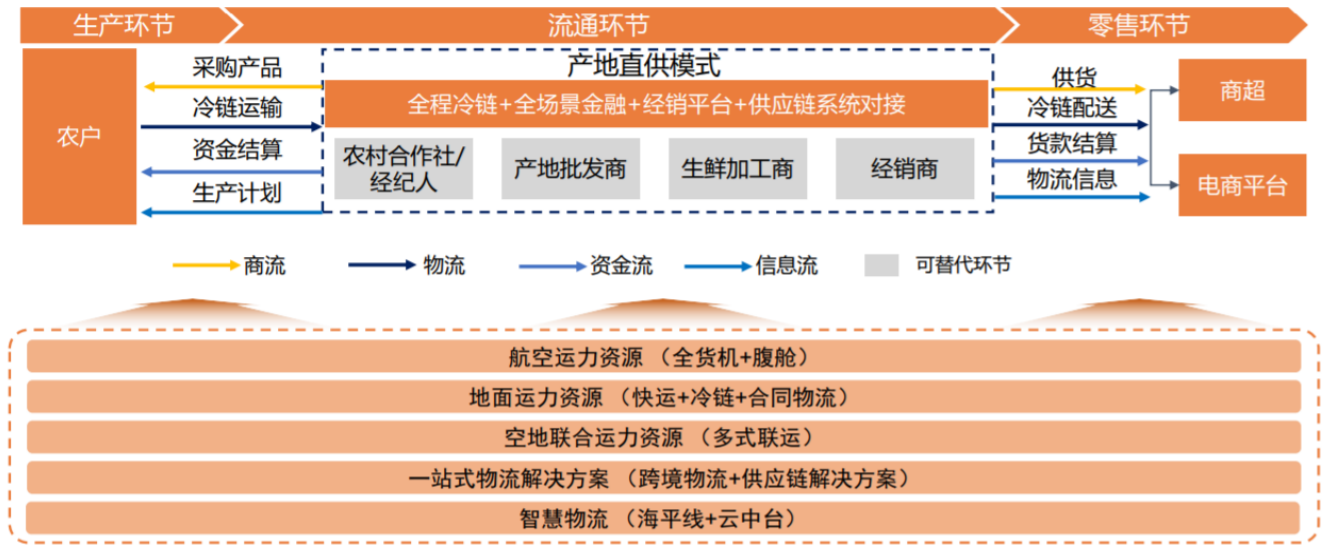 生产环节
流通环节
零售环节
农户
采购产品
冷链运输
资金结算
生产计划
产地直供模式
全程冷链+全场景金融+经销平台+供应链系统对接
农村合作社/
经纪人
产地批发商
生鲜加工商
经销商
供货
冷链配送
货款结算
物流信息
商超
电商平台
商流
物流
资金流
信息流
可替代环节
航空运力资源（全货机+腹舱）
地面运力资源（快运+冷链+合同物流）
空地联合运力资源（多式联运）
一站式物流解决方案（跨境物流+供应链解决方案）
智慧物流（海平线+云中台）